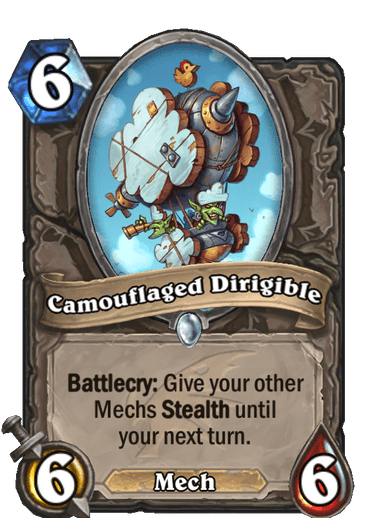 6
Camouflaged Dirigible
Battlecry: Give your other
Mechs Stealth until
your next turn.
6
Mech
6